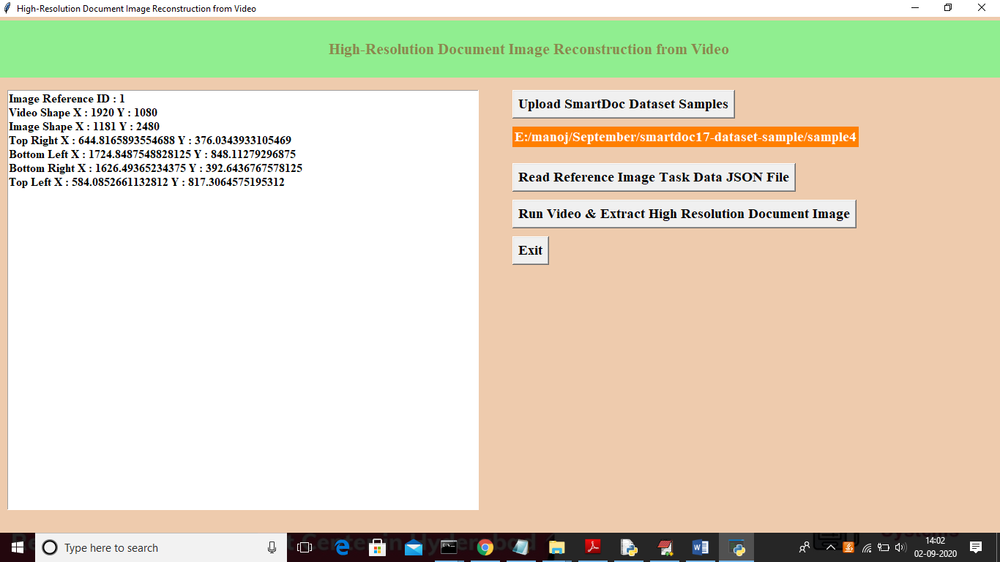 High-Resolution Document Image Reconstruction from Video
High-Resolution Document Image Reconstruction from Video
Image Reference ID : 1
Video Shape X : 1920 Y : 1080
Image Shape X : 1181 Y : 2480
Top Right X : 644.8165893554688 Y : 376.0343933105469
Bottom Left X : 1724.8487548828125 Y : 848.11279296875
Bottom Right X : 1626.49365234375 Y : 392.6436767578125
Top Left X : 584.0852661132812 Y : 817.3064575195312
Upload SmartDoc Dataset Samples
E:/manoj/September/smartdoc17-dataset-sample/sample4
Read Reference Image Task Data JSON File
Run Video & Extract High Resolution Document Image
Exit
Type here to search
14:02
02-09-2020